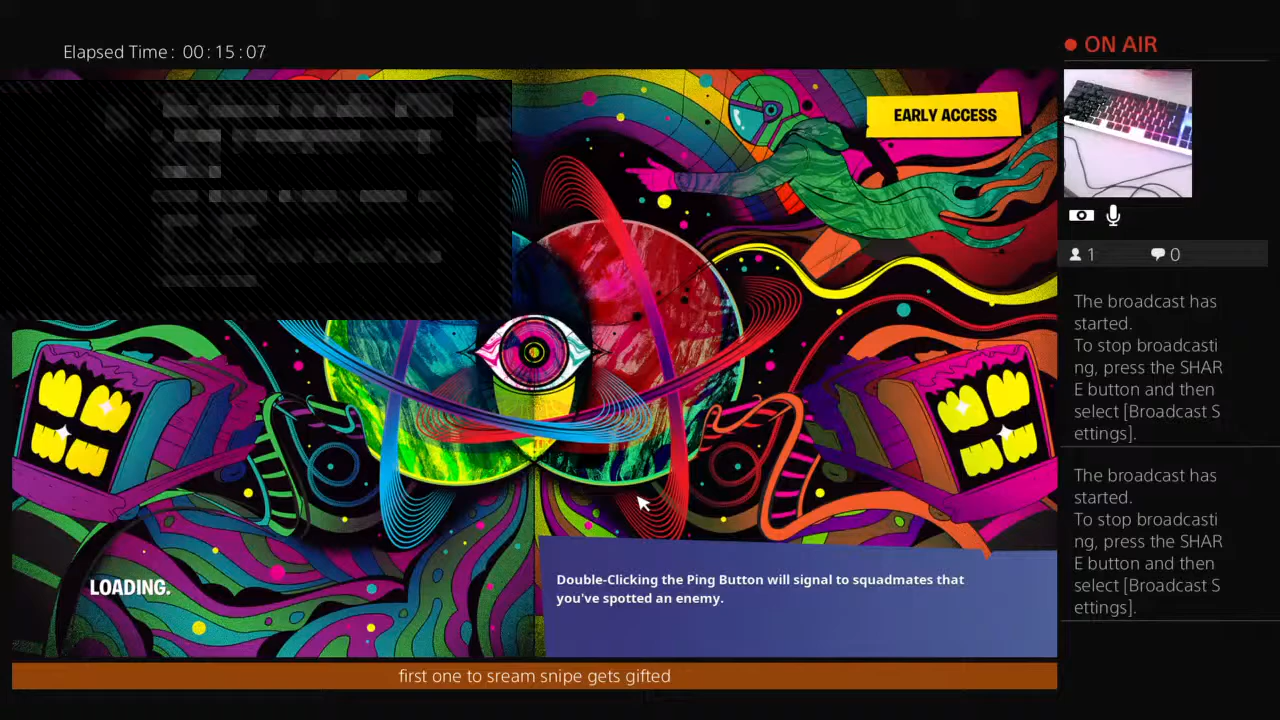 Elapsed Time: 00:15:07
ON AIR
EARLY ACCESS
1
0
The broadcast has
started.
To stop broadcasti
ng, press the SHAR
E button and then
select [Broadcast S
ettings].
The broadcast has
started.
To stop broadcasti
ng, press the SHAR
E button and then
select [Broadcast S
ettings].
LOADING.
Double-Clicking the Ping Button will signal to squadmates that
you've spotted an enemy.
first one to sream snipe gets gifted